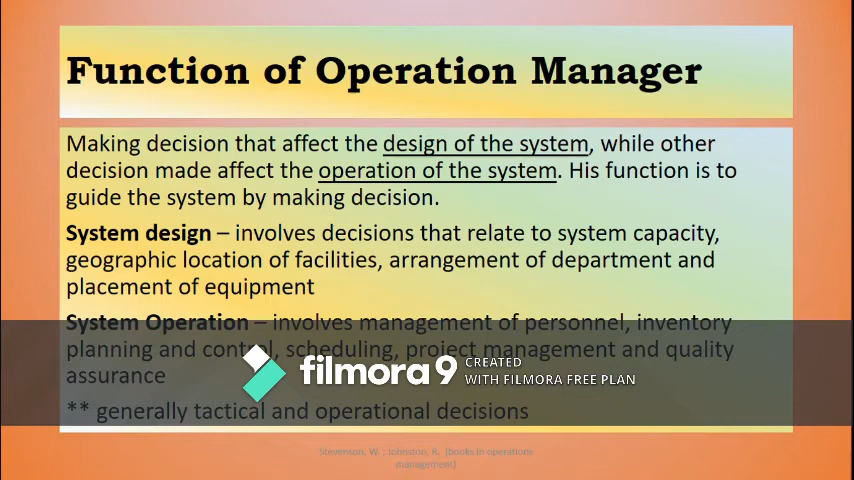 Function of Operation Manager
Making decision that affect the design of the system, while other
decision made affect the operation of the system. His function is to
guide the system by making decision.
System design – involves decisions that relate to system capacity,
geographic location of facilities, arrangement of department and
placement of equipment
System Operation – involves management of personnel, inventory
planning and control, scheduling, project management and quality
assurance
filmora9 CREATED
WITH FILMORA FREE PLAN
** generally tactical and operational decisions
Stevenson, W. ; Johnston, R. (books in operations
management)